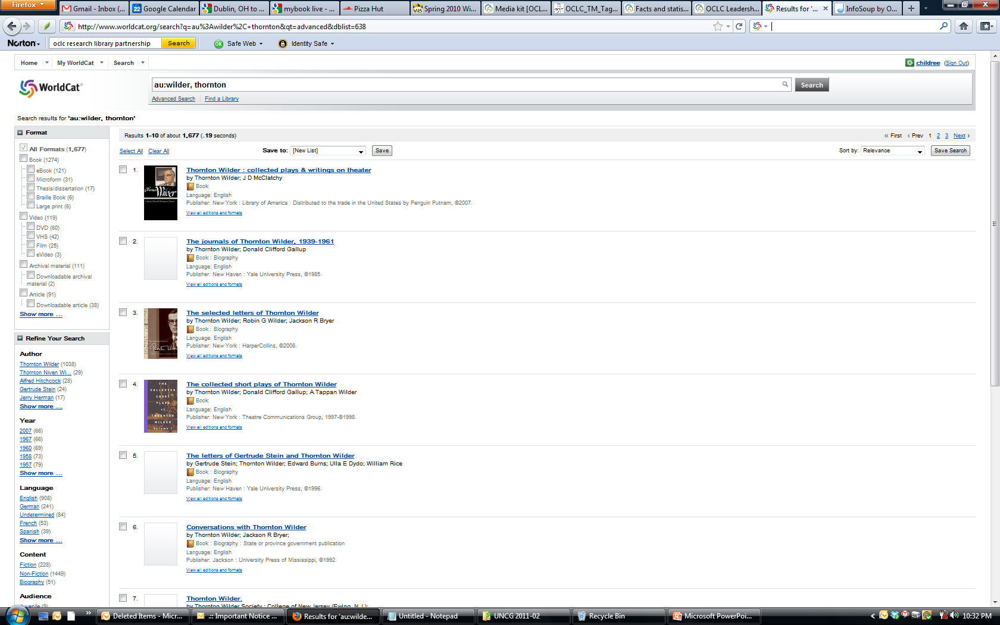 Firefox
Gmail - Inbox (...
22 Google Calendar
Dublin, OH to ...
mybook live - ...
Pizza Hut
Spring 2010 Wi...
Media kit [OCL...
OCLC_TM_Tag...
Facts and statis...
OCLC Leadersh...
Results for '...
InfoSoup by O...
http://www.worldcat.org/search?q=au%3Awilder%2C+thornton&qt=advanced&dblist=638
Norton
oclc research library partnership
Search
OK Safe Web
Identity Safe
Home
My WorldCat
Search
childree (Sign Out)
WorldCat
au:wilder, thornton
Search
Advanced Search
Find a Library
Search results for 'au:wilder, thornton'
Format
All Formats (1,677)
Book (1274)
eBook (121)
Microform (31)
Thesis/dissertation (17)
Braille Book (6)
Large print (6)
Video (119)
DVD (60)
VHS (42)
Film (25)
eVideo (3)
Archival material (111)
Downloadable archival
material (2)
Article (91)
Downloadable article (38)
Show more ...
Refine Your Search
Author
Thornton Wilder (1038)
Thornton Niven Wi... (29)
Alfred Hitchcock (28)
Gertrude Stein (24)
Jerry Herman (17)
Show more ...
Year
2007 (66)
1967 (66)
1960 (69)
1958 (73)
1957 (79)
Show more ...
Language
English (908)
German (241)
Undetermined (84)
French (53)
Spanish (39)
Show more ...
Content
Fiction (228)
Non-Fiction (1449)
Biography (51)
Audience
Juvenile (9)
Results 1-10 of about 1,677 (.19 seconds)
« First ‹ Prev 1 2 3 Next ›
Select All Clear All
Save to: [New List] Save
Sort by: Relevance Save Search
1. Thornton Wilder : collected plays & writings on theater
by Thornton Wilder; J D McClatchy
Book
Language: English
Publisher: New York : Library of America : Distributed to the trade in the United States by Penguin Putnam, ©2007.
View all editions and formats
2. The journals of Thornton Wilder, 1939-1961
by Thornton Wilder; Donald Clifford Gallup
Book : Biography
Language: English
Publisher: New Haven : Yale University Press, ©1985.
View all editions and formats
3. The selected letters of Thornton Wilder
by Thornton Wilder; Robin G Wilder; Jackson R Bryer
Book : Biography
Language: English
Publisher: New York : HarperCollins, ©2008.
View all editions and formats
4. The collected short plays of Thornton Wilder
THE
COLLECTED
SHORT
PLAYS
of
THORNTON
WILDER
Volume I
by Thornton Wilder; Donald Clifford Gallup; A Tappan Wilder
Book
Language: English
Publisher: New York : Theatre Communications Group, 1997-©1998.
View all editions and formats
5. The letters of Gertrude Stein and Thornton Wilder
by Gertrude Stein; Thornton Wilder; Edward Burns; Ulla E Dydo; William Rice
Book : Biography
Language: English
Publisher: New Haven : Yale University Press, ©1996.
View all editions and formats
6. Conversations with Thornton Wilder
by Thornton Wilder; Jackson R Bryer;
Book : Biography : State or province government publication
Language: English
Publisher: Jackson : University Press of Mississippi, ©1992.
View all editions and formats
7. Thornton Wilder.
by Thornton Wilder Society.; College of New Jersey (Ewing, N.J.);
Deleted Items - Micr...
.:: Important Notice ...
Results for 'au:wilde...
Untitled - Notepad
UNCG 2011-02
Recycle Bin
Microsoft PowerPoi...
10:32 PM